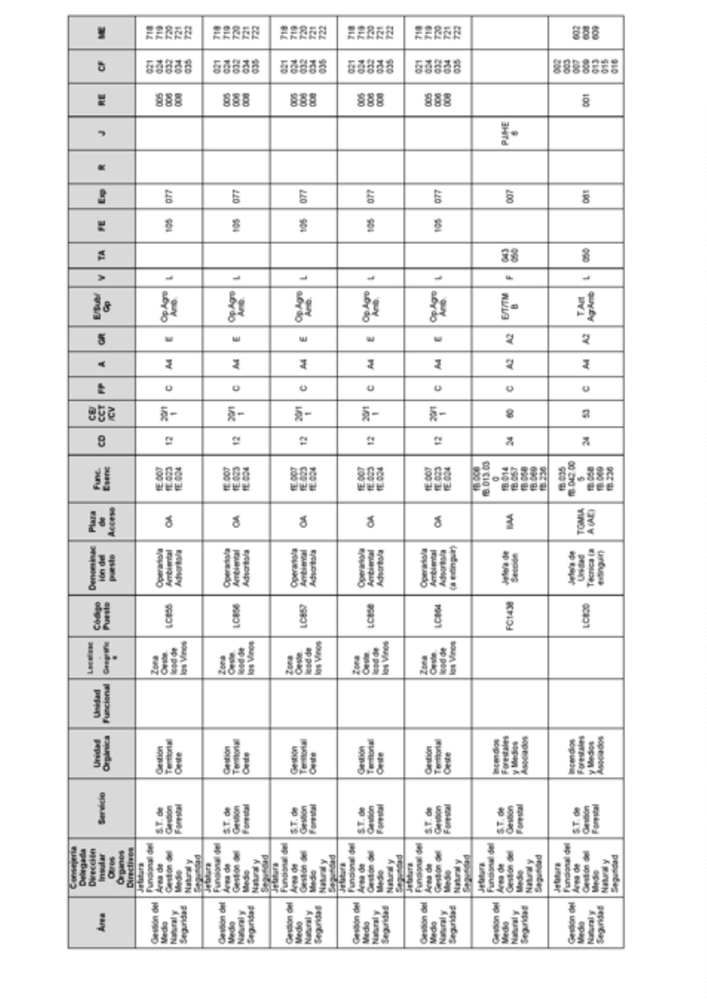 Área
Consejería
Delegada
Dirección
Insular
Otros
Órganos
Directivos
Servicio
Unidad
Orgánica
Unidad
Funcional
Localizac
.
Geográfic
a
Código
Puesto
Denominac
ión del
puesto
Plaza
de
Acceso
Func.
Esenc
CD
CE/
CCT
/CV
FP
A
GR
E/Sub/
Gp
V
TA
FE
Exp
R
J
RE
CF
ME
Gestión del
Medio
Natural y
Seguridad
Jefatura
Funcional del
Área de
Gestión del
Medio
Natural y
Seguridad
S.T. de
Gestión
Forestal
Gestión
Territorial
Oeste
Zona
Oeste.
Icod de
los Vinos
LC855
Operario/a
Ambiental
Adscrito/a
OA
fE.007
fE.023
fE.024
12
20/1
1
C
A4
E
Op.Agro
Amb.
L
105
077
005
006
008
021
024
032
034
035
718
719
720
721
722
Gestión del
Medio
Natural y
Seguridad
Jefatura
Funcional del
Área de
Gestión del
Medio
Natural y
Seguridad
S.T. de
Gestión
Forestal
Gestión
Territorial
Oeste
Zona
Oeste.
Icod de
los Vinos
LC856
Operario/a
Ambiental
Adscrito/a
OA
fE.007
fE.023
fE.024
12
20/1
1
C
A4
E
Op.Agro
Amb.
L
105
077
005
006
008
021
024
032
034
035
718
719
720
721
722
Gestión del
Medio
Natural y
Seguridad
Jefatura
Funcional del
Área de
Gestión del
Medio
Natural y
Seguridad
S.T. de
Gestión
Forestal
Gestión
Territorial
Oeste
Zona
Oeste.
Icod de
los Vinos
LC857
Operario/a
Ambiental
Adscrito/a
OA
fE.007
fE.023
fE.024
12
20/1
1
C
A4
E
Op.Agro
Amb.
L
105
077
005
006
008
021
024
032
034
035
718
719
720
721
722
Gestión del
Medio
Natural y
Seguridad
Jefatura
Funcional del
Área de
Gestión del
Medio
Natural y
Seguridad
S.T. de
Gestión
Forestal
Gestión
Territorial
Oeste
Zona
Oeste.
Icod de
los Vinos
LC858
Operario/a
Ambiental
Adscrito/a
OA
fE.007
fE.023
fE.024
12
20/1
1
C
A4
E
Op.Agro
Amb.
L
105
077
005
006
008
021
024
032
034
035
718
719
720
721
722
Gestión del
Medio
Natural y
Seguridad
Jefatura
Funcional del
Área de
Gestión del
Medio
Natural y
Seguridad
S.T. de
Gestión
Forestal
Gestión
Territorial
Oeste
Zona
Oeste.
Icod de
los Vinos
LC864
Operario/a
Ambiental
Adscrito/a
(a extinguir)
OA
fE.007
fE.023
fE.024
12
20/1
1
C
A4
E
Op.Agro
Amb.
L
105
077
005
006
008
021
024
032
034
035
718
719
720
721
722
Gestión del
Medio
Natural y
Seguridad
Jefatura
Funcional del
Área de
Gestión del
Medio
Natural y
Seguridad
S.T. de
Gestión
Forestal
Incendios
Forestales
y Medios
Asociados
FC1438
Jefe/a de
Sección
IIAA
fB.008
fB.013.03
0
fB.014
fB.057
fB.058
fB.069
fB.236
24
60
C
A2
A2
E/T/TM
B
F
043
050
007
PJ/HE
6
Gestión del
Medio
Natural y
Seguridad
Jefatura
Funcional del
Área de
Gestión del
Medio
Natural y
Seguridad
S.T. de
Gestión
Forestal
Incendios
Forestales
y Medios
Asociados
LC820
Jefe/a de
Unidad
Técnica (a
extinguir)
TGMIA
A (AE)
fB.035
fB.042.00
5
fB.058
fB.069
fB.236
24
53
C
A4
A2
T.Act
AgrAmb
L
050
061
001
002
003
007
009
013
015
016
602
608
609